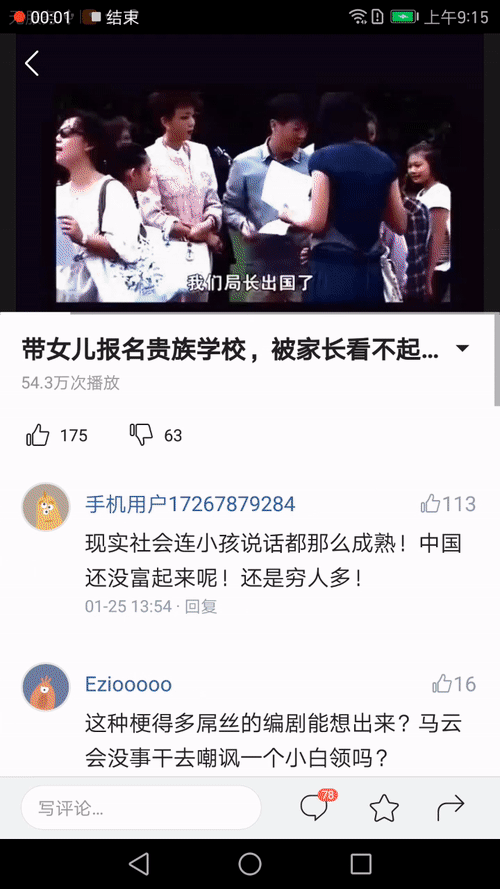 00:01 结束 上午9:15
我们局长出国了
带女儿报名贵族学校，被家长看不起...
54.3万次播放
175 63
手机用户17267879284 113
现实社会连小孩说话都那么成熟！中国
还没富起来呢！还是穷人多！
01-25 13:54 · 回复
Eziooooo 16
这种梗得多屌丝的编剧能想出来？马云
会没事干去嘲讽一个小白领吗？
写评论... 78